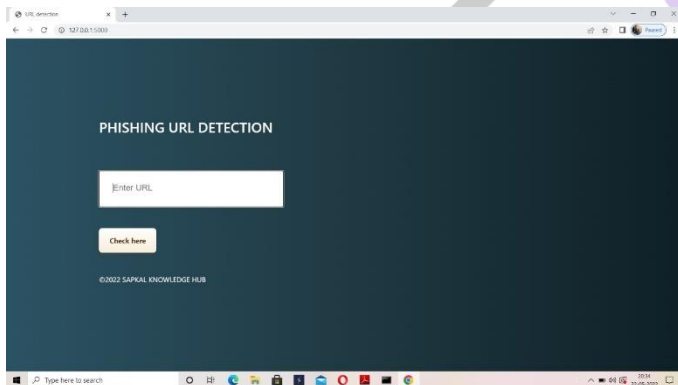 URL detection
127.0.0.1:5000
Paused
PHISHING URL DETECTION
Enter URL
Check here
©2022 SAPKAL KNOWLEDGE HUB
Type here to search
20:34